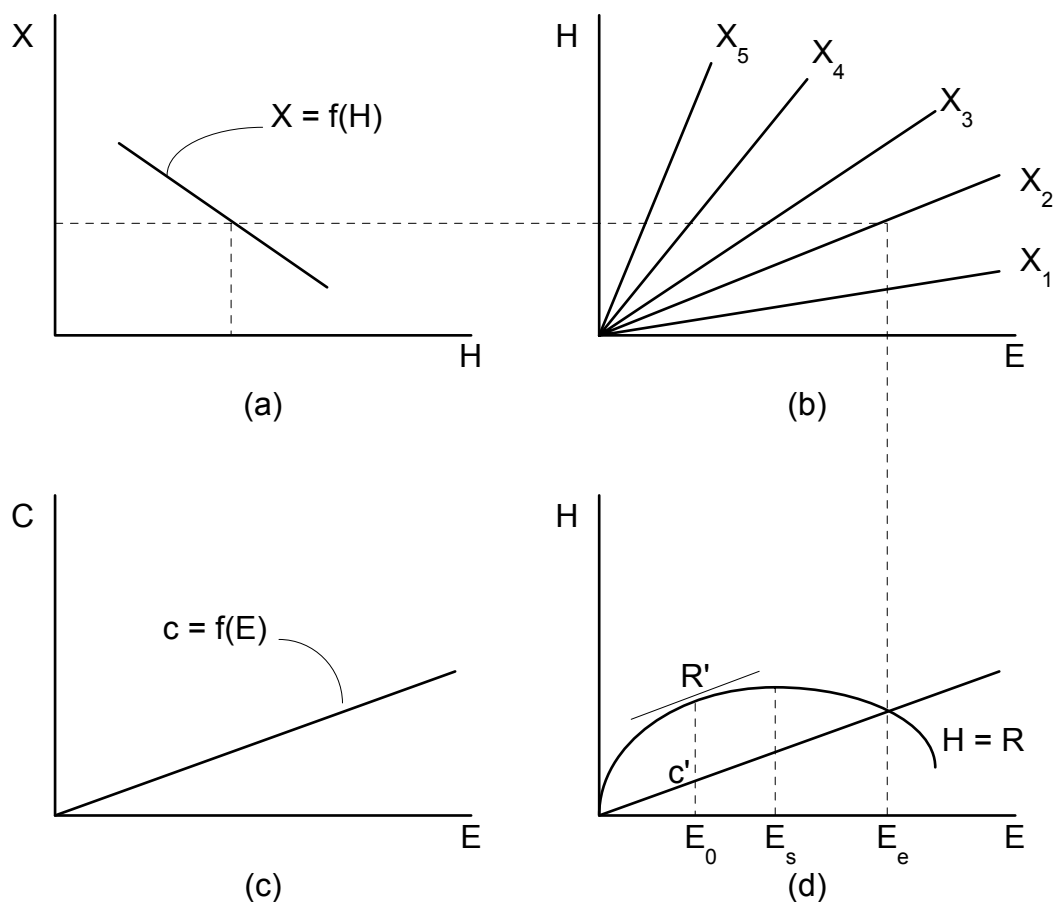 X
X = f(H)
H
(a)
H
X5
X4
X3
X2
X1
E
(b)
C
c = f(E)
E
(c)
H
R'
c'
H = R
E0
Es
Ee
E
(d)